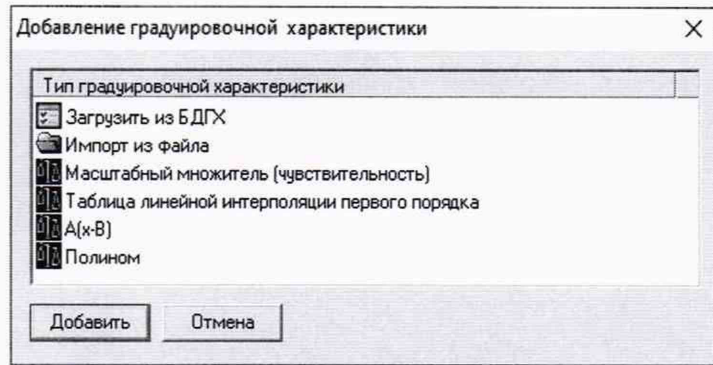 Добавление градуировочной характеристики
Тип градуировочной характеристики
Загрузить из БДГХ
Импорт из файла
Масштабный множитель (чувствительность)
Таблица линейной интерполяции первого порядка
A(x-B)
Полином
Добавить
Отмена